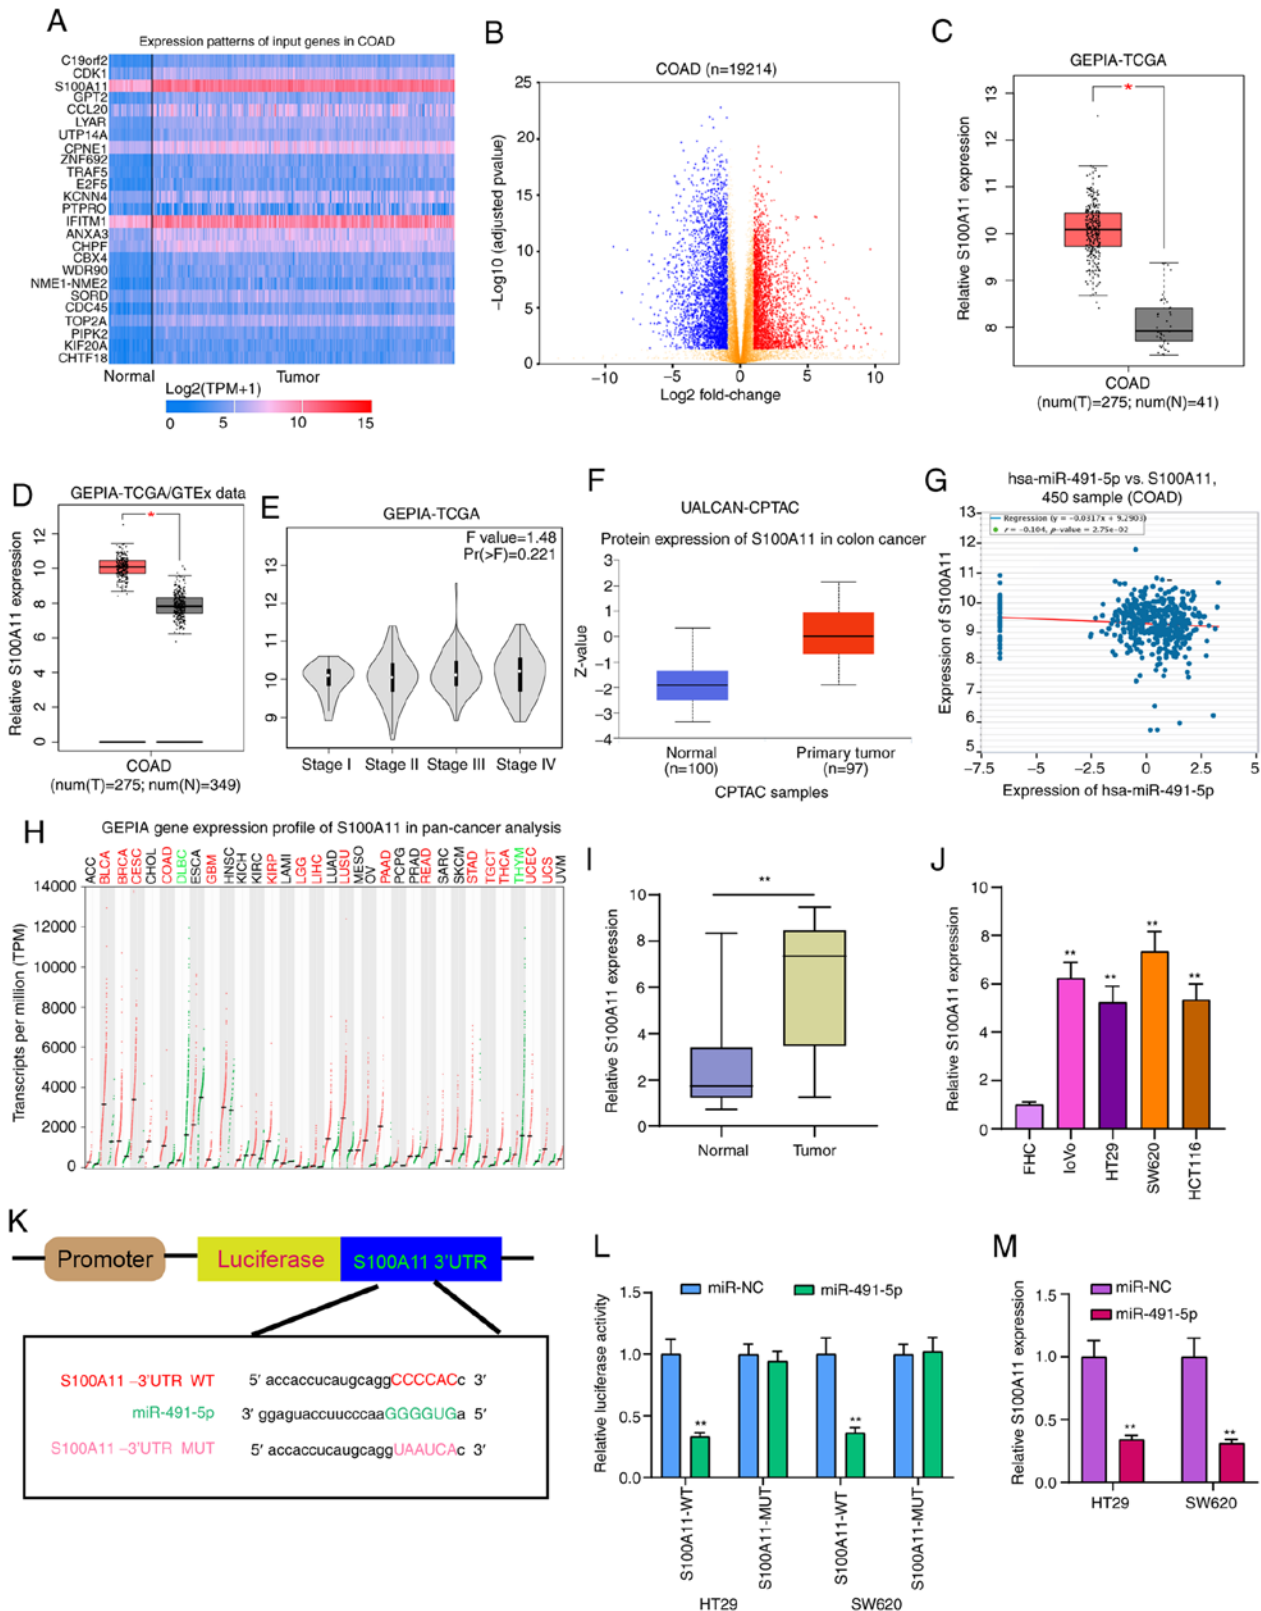 A
Expression patterns of input genes in COAD
C19orf2
CDK1
S100A11
GPT2
CCL20
LYAR
UTP14A
CPNE1
ZNF692
TRAF5
E2F5
KCNN4
PTPRO
IFITM1
ANXA3
CHPF
CBX4
WDR90
NME1-NME2
SORD
CDC45
TOP2A
PIPK2
KIF20A
CHTF18
Normal Tumor
Log2(TPM+1)
0 5 10 15
B
COAD (n=19214)
−Log10 (adjusted pvalue)
25
20
15
10
5
0
−10 −5 0 5 10
Log2 fold-change
C
GEPIA-TCGA
Relative S100A11 expression
13
12
11
10
9
8
*
COAD
(num(T)=275; num(N)=41)
D
GEPIA-TCGA/GTEx data
Relative S100A11 expression
12
10
8
6
4
2
0
*
COAD
(num(T)=275; num(N)=349)
E
GEPIA-TCGA
F value=1.48
Pr(>F)=0.221
13
12
11
10
9
Stage I Stage II Stage III Stage IV
F
UALCAN-CPTAC
Protein expression of S100A11 in colon cancer
Z-value
3
2
1
0
−1
−2
−3
−4
Normal
(n=100)
Primary tumor
(n=97)
CPTAC samples
G
hsa-miR-491-5p vs. S100A11,
450 sample (COAD)
Regression (y = −0.0317x + 9.2903)
r = −0.104, p-value = 2.75e−02
Expression of S100A11
13
11
10
9
8
7
6
5
−7.5 −5 −2.5 0 2.5 5
Expression of hsa-miR-491-5p
H
GEPIA gene expression profile of S100A11 in pan-cancer analysis
ACC BLCA BRCA CESC CHOL COAD DLBC ESCA GBM HNSC KICH KIRC KIRP LAMI LGG LIHC LUAD LUSU MESO OV PAAD PCPG PRAD READ SARC SKCM STAD TGCT THCA THYM UCEC UCS UVM
Transcripts per million (TPM)
14000
12000
10000
8000
6000
4000
2000
0
I
Relative S100A11 expression
10
8
6
4
2
0
**
Normal Tumor
J
Relative S100A11 expression
10
8
6
4
2
0
** ** ** **
FHC loVo HT29 SW620 HCT116
K
Promoter Luciferase S100A11 3'UTR
S100A11 −3'UTR WT 5' accaccucaugcaggCCCCACc 3'
miR-491-5p 3' ggaguaccuucccaaGGGGUGa 5'
S100A11 −3'UTR MUT 5' accaccucaugcaggUAAUCAc 3'
L
miR-NC miR-491-5p
Relative luciferase activity
1.5
1.0
0.5
0.0
** **
S100A11-WT S100A11-MUT S100A11-WT S100A11-MUT
HT29 SW620
M
miR-NC
miR-491-5p
Relative S100A11 expression
1.5
1.0
0.5
0.0
** **
HT29 SW620